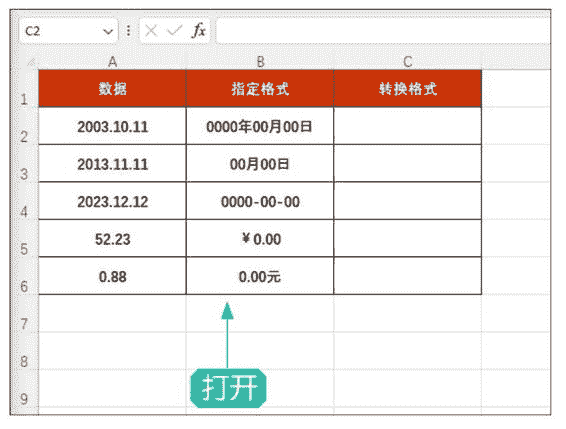 C2
fx
A B C
1 数据 指定格式 转换格式
2 2003.10.11 0000年00月00日
3 2013.11.11 00月00日
4 2023.12.12 0000-00-00
5 52.23 ¥0.00
6 0.88 0.00元
7
8
打开
9